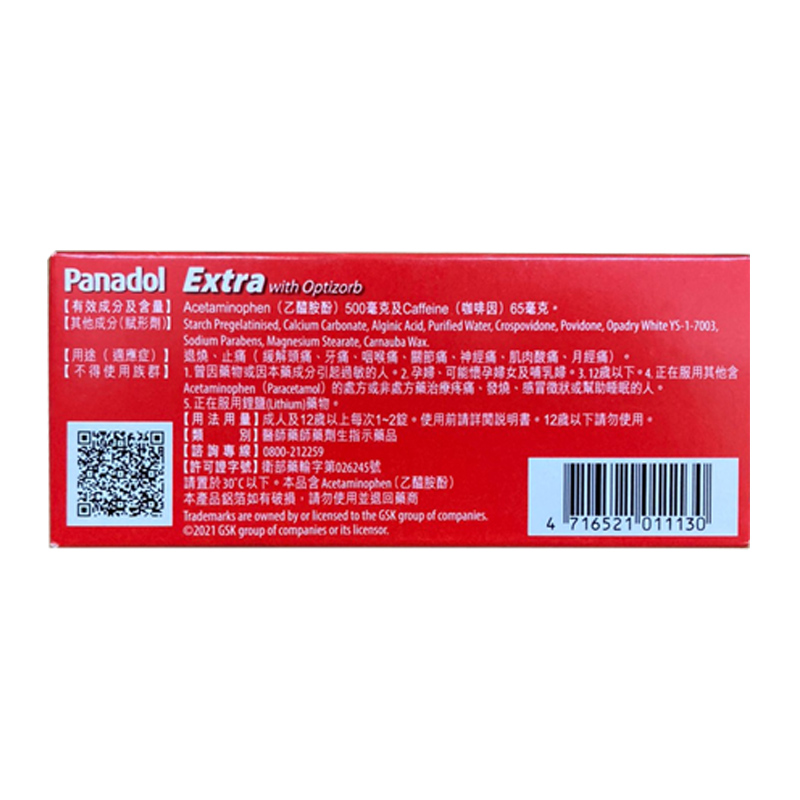 Panadol Extra with Optizorb
【有效成分及含量】 Acetaminophen（乙醯胺酚）500毫克及Caffeine（咖啡因）65毫克。
【其他成分(賦形劑)】 Starch Pregelatinised, Calcium Carbonate, Alginic Acid, Purified Water, Crospovidone, Povidone, Opadry White YS-1-7003,
Sodium Parabens, Magnesium Stearate, Carnauba Wax.
【用途（適應症）】 退燒、止痛（緩解頭痛、牙痛、咽喉痛、關節痛、神經痛、肌肉酸痛、月經痛）。
【不得使用族群】 1.曾因藥物或因本藥成分引起過敏的人。2.孕婦、可能懷孕婦女及哺乳婦。3.12歲以下。4.正在服用其他含
Acetaminophen（Paracetamol）的處方或非處方藥治療疼痛、發燒、感冒徵狀或幫助睡眠的人。
5.正在服用鋰鹽(Lithium)藥物。
【用法用量】成人及12歲以上每次1~2錠。使用前請詳閱說明書。12歲以下請勿使用。
【類別】醫師藥師藥劑生指示藥品
【諮詢專線】0800-212259
【許可證字號】衛部藥輸字第026245號
請置於30°C以下。本品含Acetaminophen（乙醯胺酚）
本產品鋁箔如有破損，請勿使用並退回藥商
Trademarks are owned by or licensed to the GSK group of companies.
©2021 GSK group of companies or its licensor.
4 716521 011130